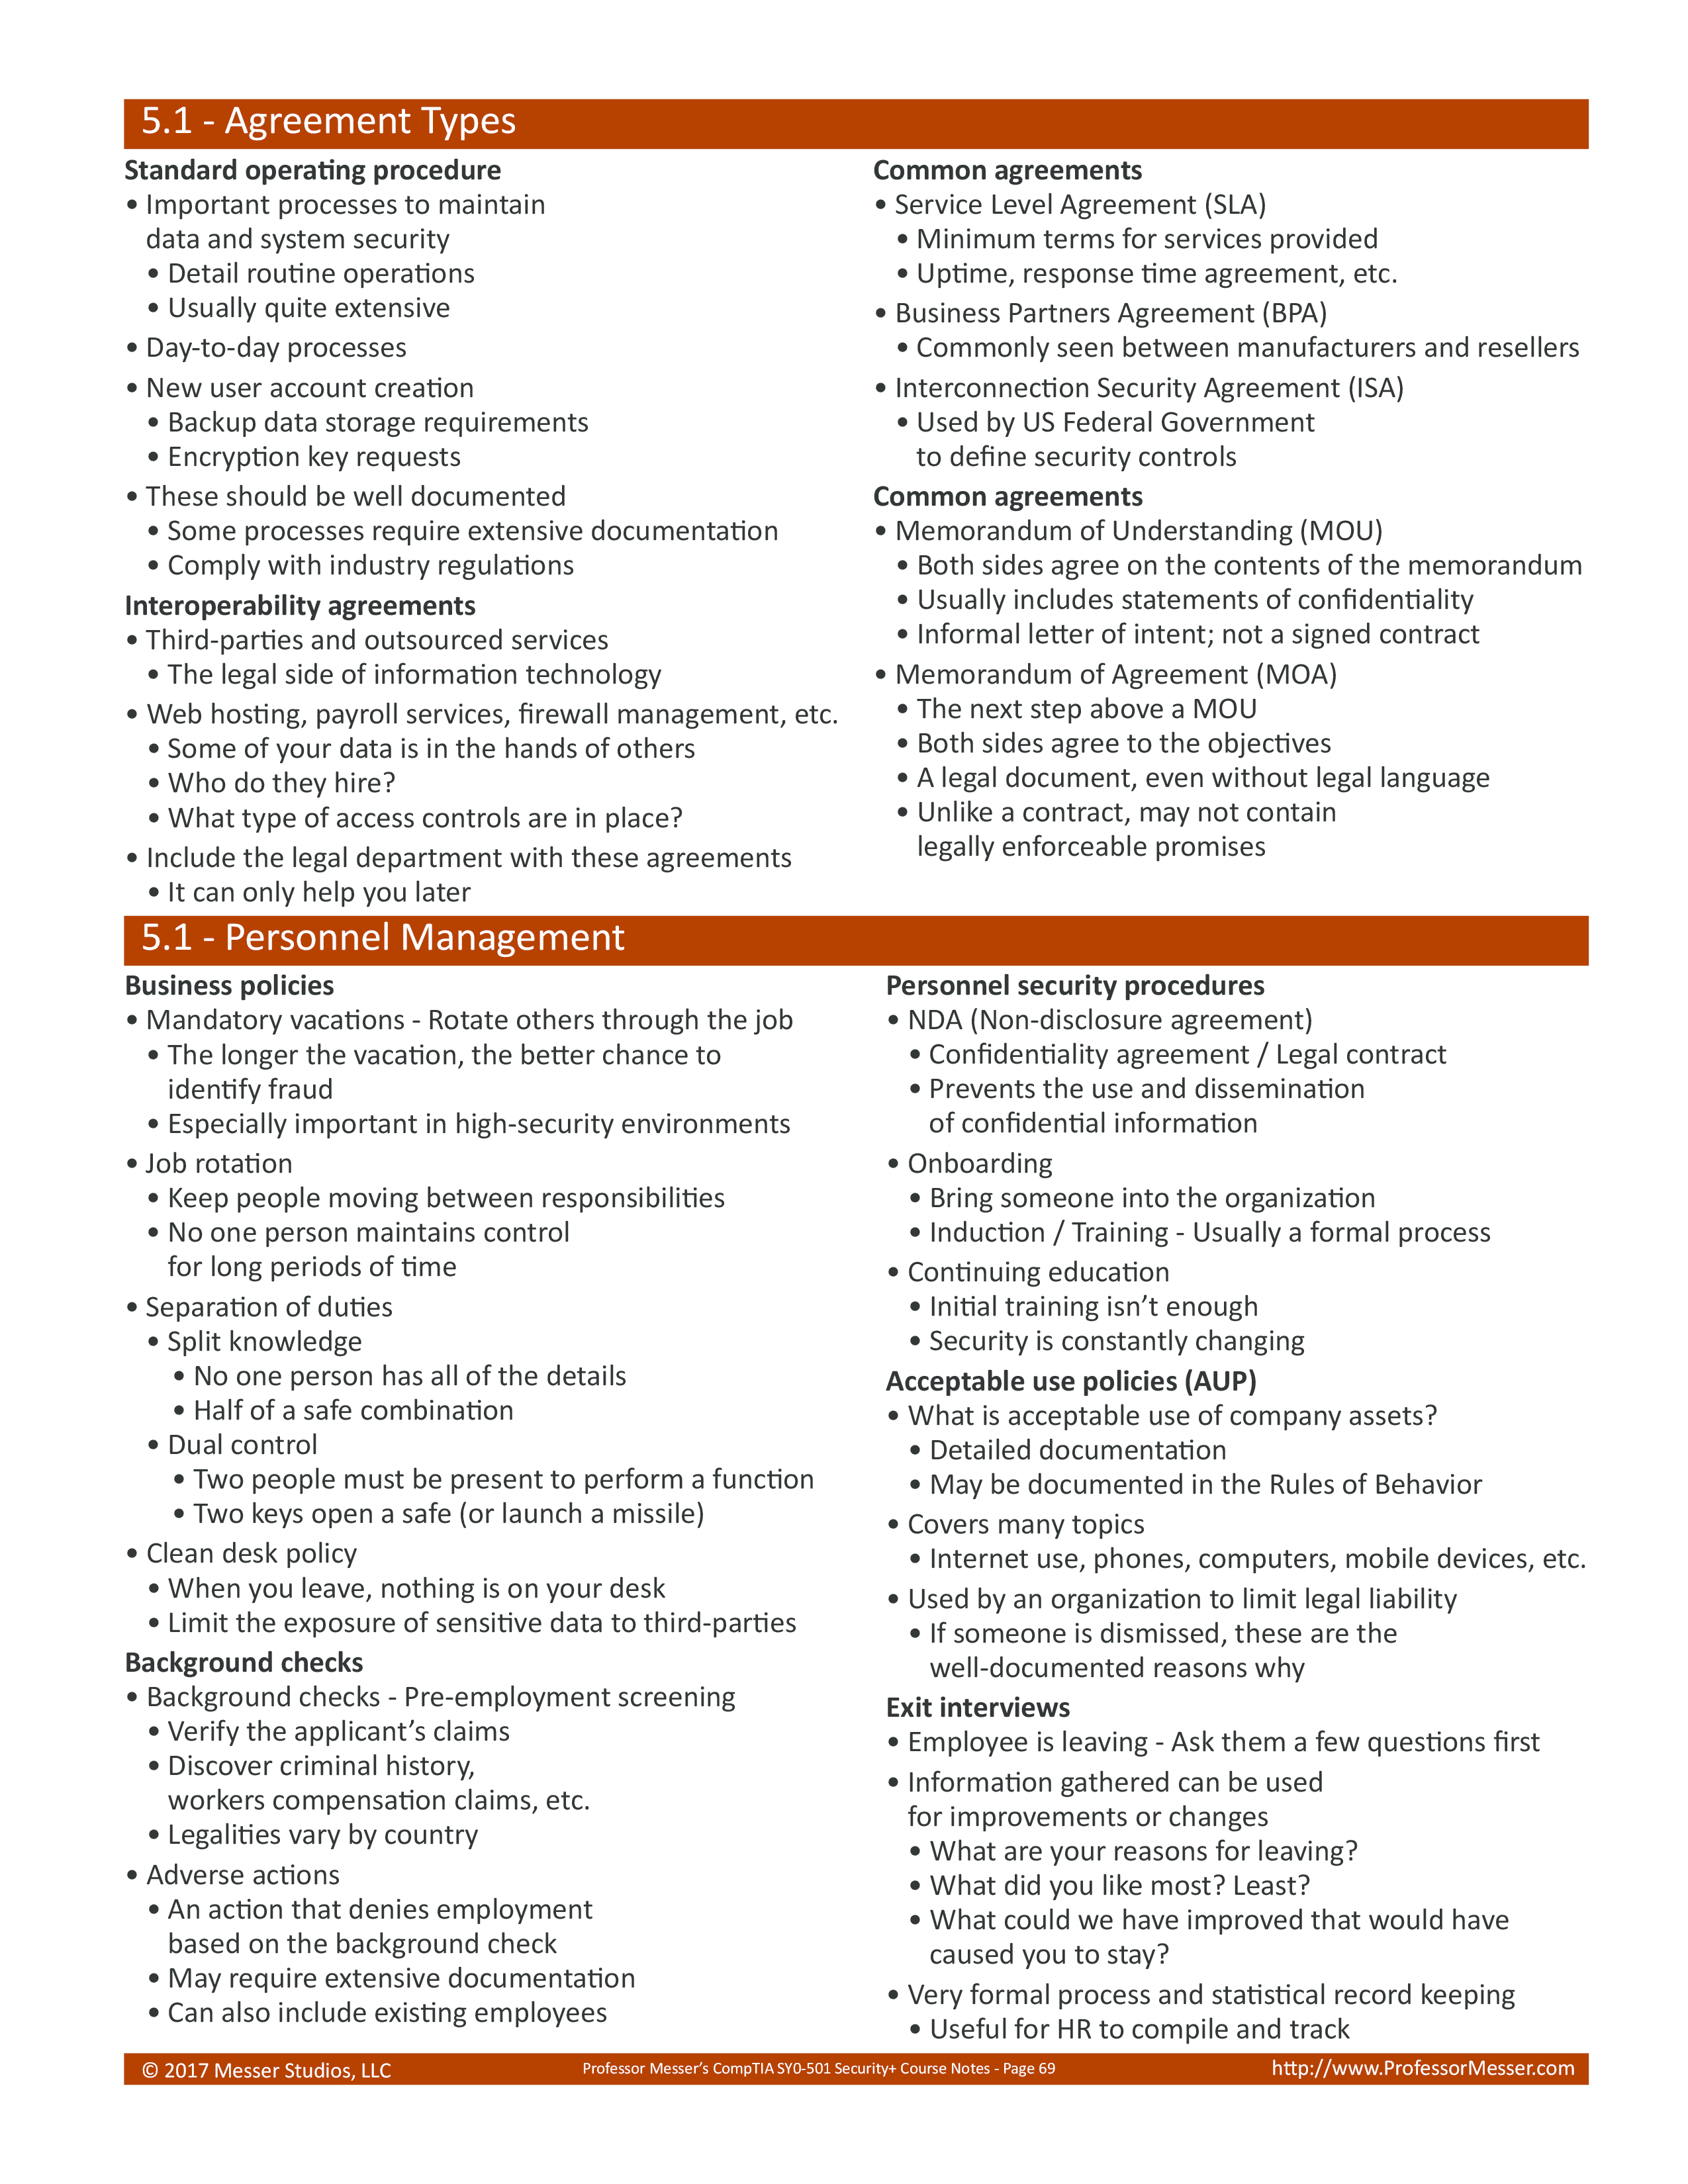 5.1 - Agreement Types
Standard operating procedure
• Important processes to maintain
data and system security
• Detail routine operations
• Usually quite extensive
• Day-to-day processes
• New user account creation
• Backup data storage requirements
• Encryption key requests
• These should be well documented
• Some processes require extensive documentation
• Comply with industry regulations
Interoperability agreements
• Third-parties and outsourced services
• The legal side of information technology
• Web hosting, payroll services, firewall management, etc.
• Some of your data is in the hands of others
• Who do they hire?
• What type of access controls are in place?
• Include the legal department with these agreements
• It can only help you later
Common agreements
• Service Level Agreement (SLA)
• Minimum terms for services provided
• Uptime, response time agreement, etc.
• Business Partners Agreement (BPA)
• Commonly seen between manufacturers and resellers
• Interconnection Security Agreement (ISA)
• Used by US Federal Government
to define security controls
Common agreements
• Memorandum of Understanding (MOU)
• Both sides agree on the contents of the memorandum
• Usually includes statements of confidentiality
• Informal letter of intent; not a signed contract
• Memorandum of Agreement (MOA)
• The next step above a MOU
• Both sides agree to the objectives
• A legal document, even without legal language
• Unlike a contract, may not contain
legally enforceable promises
5.1 - Personnel Management
Business policies
• Mandatory vacations - Rotate others through the job
• The longer the vacation, the better chance to
identify fraud
• Especially important in high-security environments
• Job rotation
• Keep people moving between responsibilities
• No one person maintains control
for long periods of time
• Separation of duties
• Split knowledge
• No one person has all of the details
• Half of a safe combination
• Dual control
• Two people must be present to perform a function
• Two keys open a safe (or launch a missile)
• Clean desk policy
• When you leave, nothing is on your desk
• Limit the exposure of sensitive data to third-parties
Background checks
• Background checks - Pre-employment screening
• Verify the applicant’s claims
• Discover criminal history,
workers compensation claims, etc.
• Legalities vary by country
• Adverse actions
• An action that denies employment
based on the background check
• May require extensive documentation
• Can also include existing employees
Personnel security procedures
• NDA (Non-disclosure agreement)
• Confidentiality agreement / Legal contract
• Prevents the use and dissemination
of confidential information
• Onboarding
• Bring someone into the organization
• Induction / Training - Usually a formal process
• Continuing education
• Initial training isn’t enough
• Security is constantly changing
Acceptable use policies (AUP)
• What is acceptable use of company assets?
• Detailed documentation
• May be documented in the Rules of Behavior
• Covers many topics
• Internet use, phones, computers, mobile devices, etc.
• Used by an organization to limit legal liability
• If someone is dismissed, these are the
well-documented reasons why
Exit interviews
• Employee is leaving - Ask them a few questions first
• Information gathered can be used
for improvements or changes
• What are your reasons for leaving?
• What did you like most? Least?
• What could we have improved that would have
caused you to stay?
• Very formal process and statistical record keeping
• Useful for HR to compile and track
© 2017 Messer Studios, LLC
Professor Messer’s CompTIA SY0-501 Security+ Course Notes - Page 69
http://www.ProfessorMesser.com